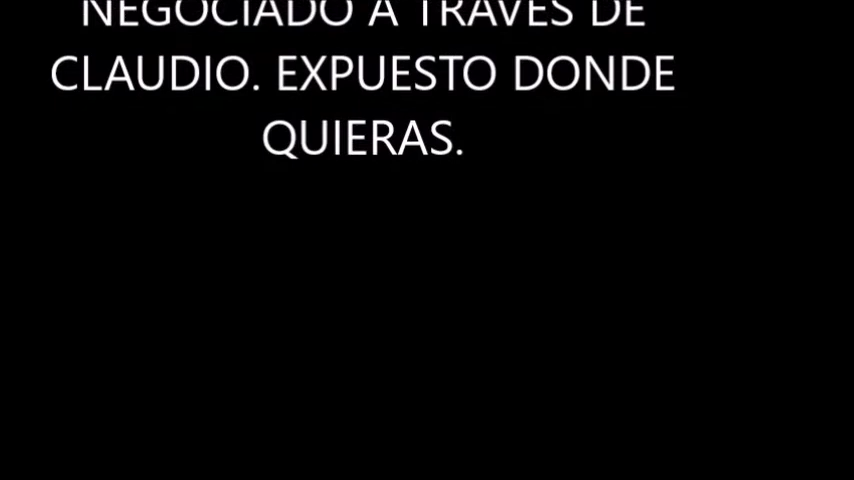 NEGOCIADO A TRAVÉS DE
CLAUDIO. EXPUESTO DONDE
QUIERAS.